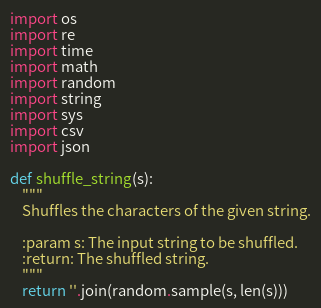 import os
import re
import time
import math
import random
import string
import sys
import csv
import json

def shuffle_string(s):
    """
    Shuffles the characters of the given string.

    :param s: The input string to be shuffled.
    :return: The shuffled string.
    """
    return ''.join(random.sample(s, len(s)))